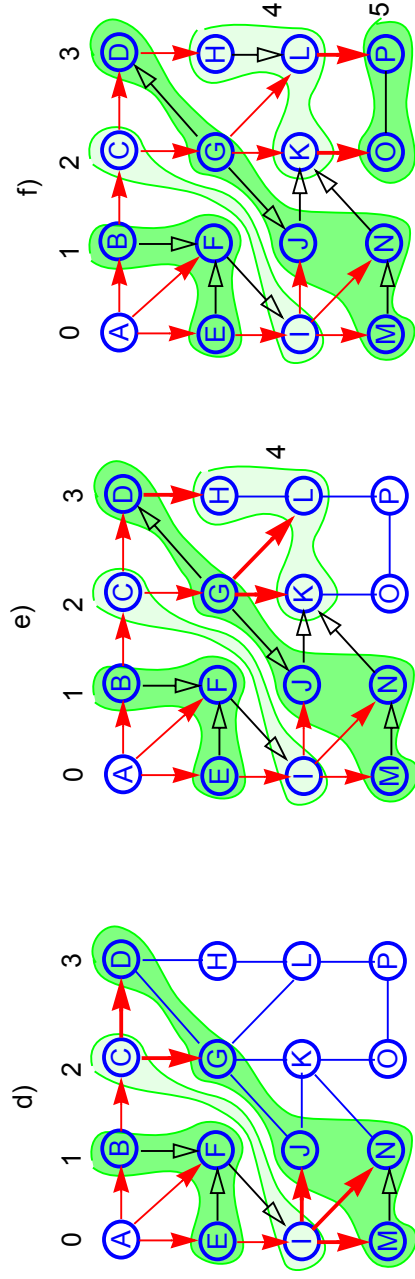 d) e) f)
0 1 2 3 0 1 2 3 0 1 2 3
A B C D A B C D A B C D
E F G H E F G H E F G H
4 4
I J K L I J K L I J K L
5
M N O P M N O P M N O P